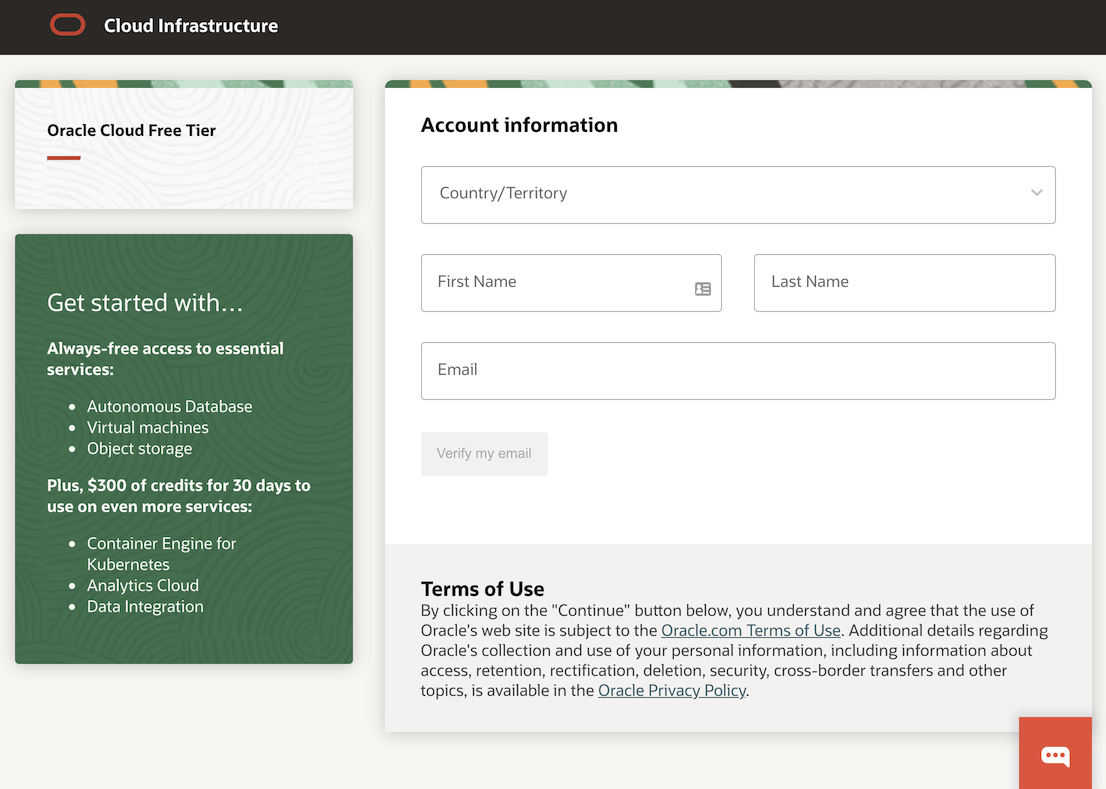 Cloud Infrastructure
Oracle Cloud Free Tier
Get started with...
Always-free access to essential
services:
• Autonomous Database
• Virtual machines
• Object storage
Plus, $300 of credits for 30 days to
use on even more services:
• Container Engine for
Kubernetes
• Analytics Cloud
• Data Integration
Account information
Country/Territory
First Name
Last Name
Email
Verify my email
Terms of Use
By clicking on the "Continue" button below, you understand and agree that the use of
Oracle's web site is subject to the Oracle.com Terms of Use. Additional details regarding
Oracle's collection and use of your personal information, including information about
access, retention, rectification, deletion, security, cross-border transfers and other
topics, is available in the Oracle Privacy Policy.